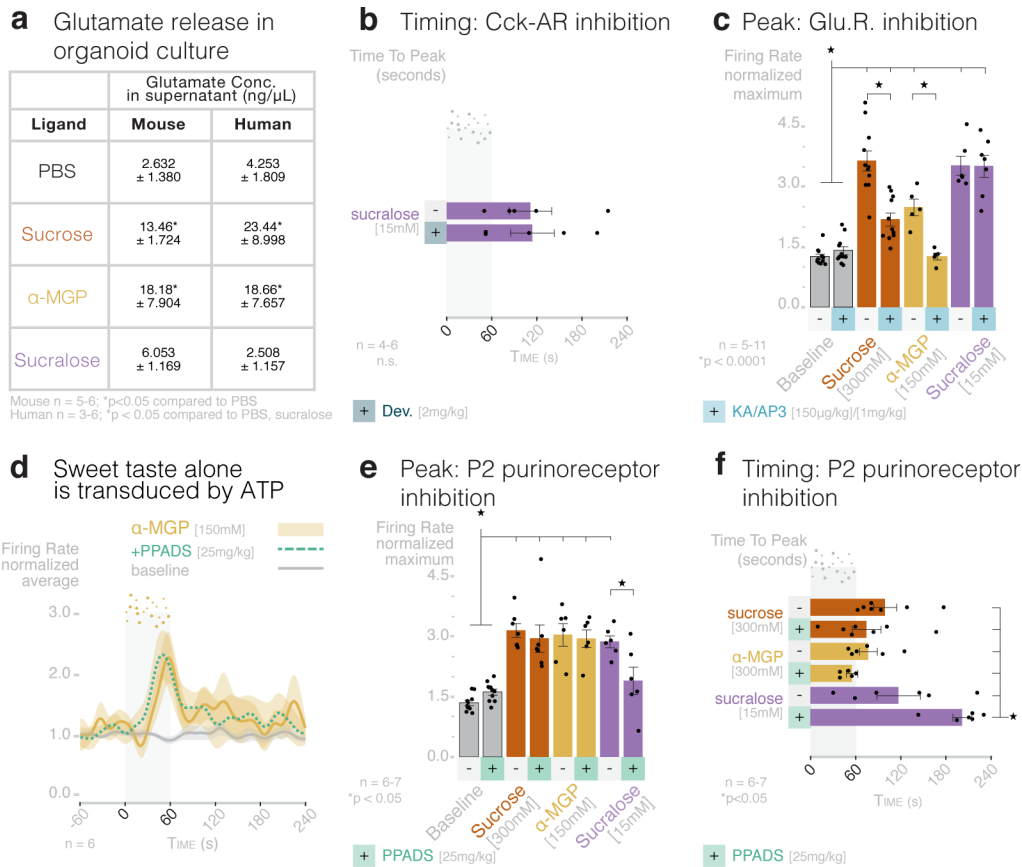 a Glutamate release in
organoid culture
Glutamate Conc.
in supernatant (ng/µL)
Ligand Mouse Human
PBS 2.632 ± 1.380 4.253 ± 1.809
Sucrose 13.46* ± 1.724 23.44* ± 8.998
α-MGP 18.18* ± 7.904 18.66* ± 7.657
Sucralose 6.053 ± 1.169 2.508 ± 1.157
Mouse n = 5-6; *p<0.05 compared to PBS
Human n = 3-6; *p < 0.05 compared to PBS, sucralose
b Timing: Cck-AR inhibition
Time To Peak
(seconds)
sucralose
[15mM]
-
+
0 60 120 180 240
TIME (s)
n = 4-6
n.s.
+ Dev. [2mg/kg]
c Peak: Glu.R. inhibition
Firing Rate
normalized
maximum
★
★ ★
4.5
3.0
1.5
0.0
- + - + - + - +
Baseline
Sucrose
[300mM]
α-MGP
[150mM]
Sucralose
[15mM]
n = 5-11
*p < 0.0001
+ KA/AP3 [150µg/kg]/[1mg/kg]
d Sweet taste alone
is transduced by ATP
α-MGP [150mM]
+PPADS [25mg/kg]
baseline
Firing Rate
normalized
average
3.0
2.0
1.0
0.0
-60 0 60 120 180 240
TIME (s)
n = 6
e Peak: P2 purinoreceptor
inhibition
★
Firing Rate
normalized
maximum
★
4.5
3.0
1.5
0.0
- + - + - + - +
Baseline
Sucrose
[300mM]
α-MGP
[150mM]
Sucralose
[15mM]
n = 6-7
*p < 0.05
+ PPADS [25mg/kg]
f Timing: P2 purinoreceptor
inhibition
Time To Peak
(seconds)
sucrose
[300mM]
-
+
α-MGP
[300mM]
-
+
sucralose
[15mM]
-
+
★
0 60 120 180 240
TIME (s)
n = 6-7
*p<0.05
+ PPADS [25mg/kg]